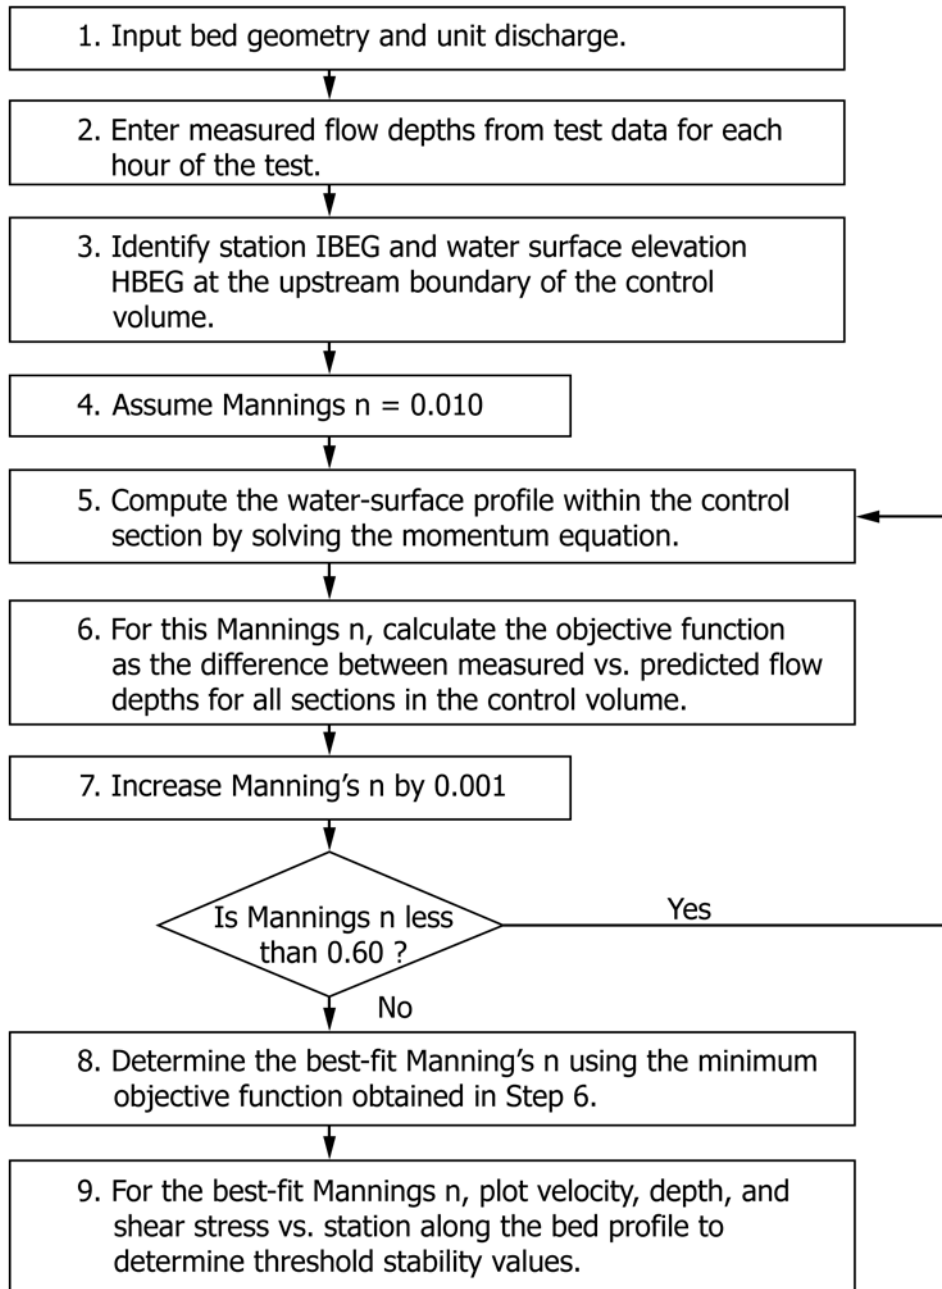 1. Input bed geometry and unit discharge.
2. Enter measured flow depths from test data for each
hour of the test.
3. Identify station IBEG and water surface elevation
HBEG at the upstream boundary of the control
volume.
4. Assume Mannings n = 0.010
5. Compute the water-surface profile within the control
section by solving the momentum equation.
6. For this Mannings n, calculate the objective function
as the difference between measured vs. predicted flow
depths for all sections in the control volume.
7. Increase Manning's n by 0.001
Is Mannings n less
than 0.60 ?
Yes
No
8. Determine the best-fit Manning's n using the minimum
objective function obtained in Step 6.
9. For the best-fit Mannings n, plot velocity, depth, and
shear stress vs. station along the bed profile to
determine threshold stability values.